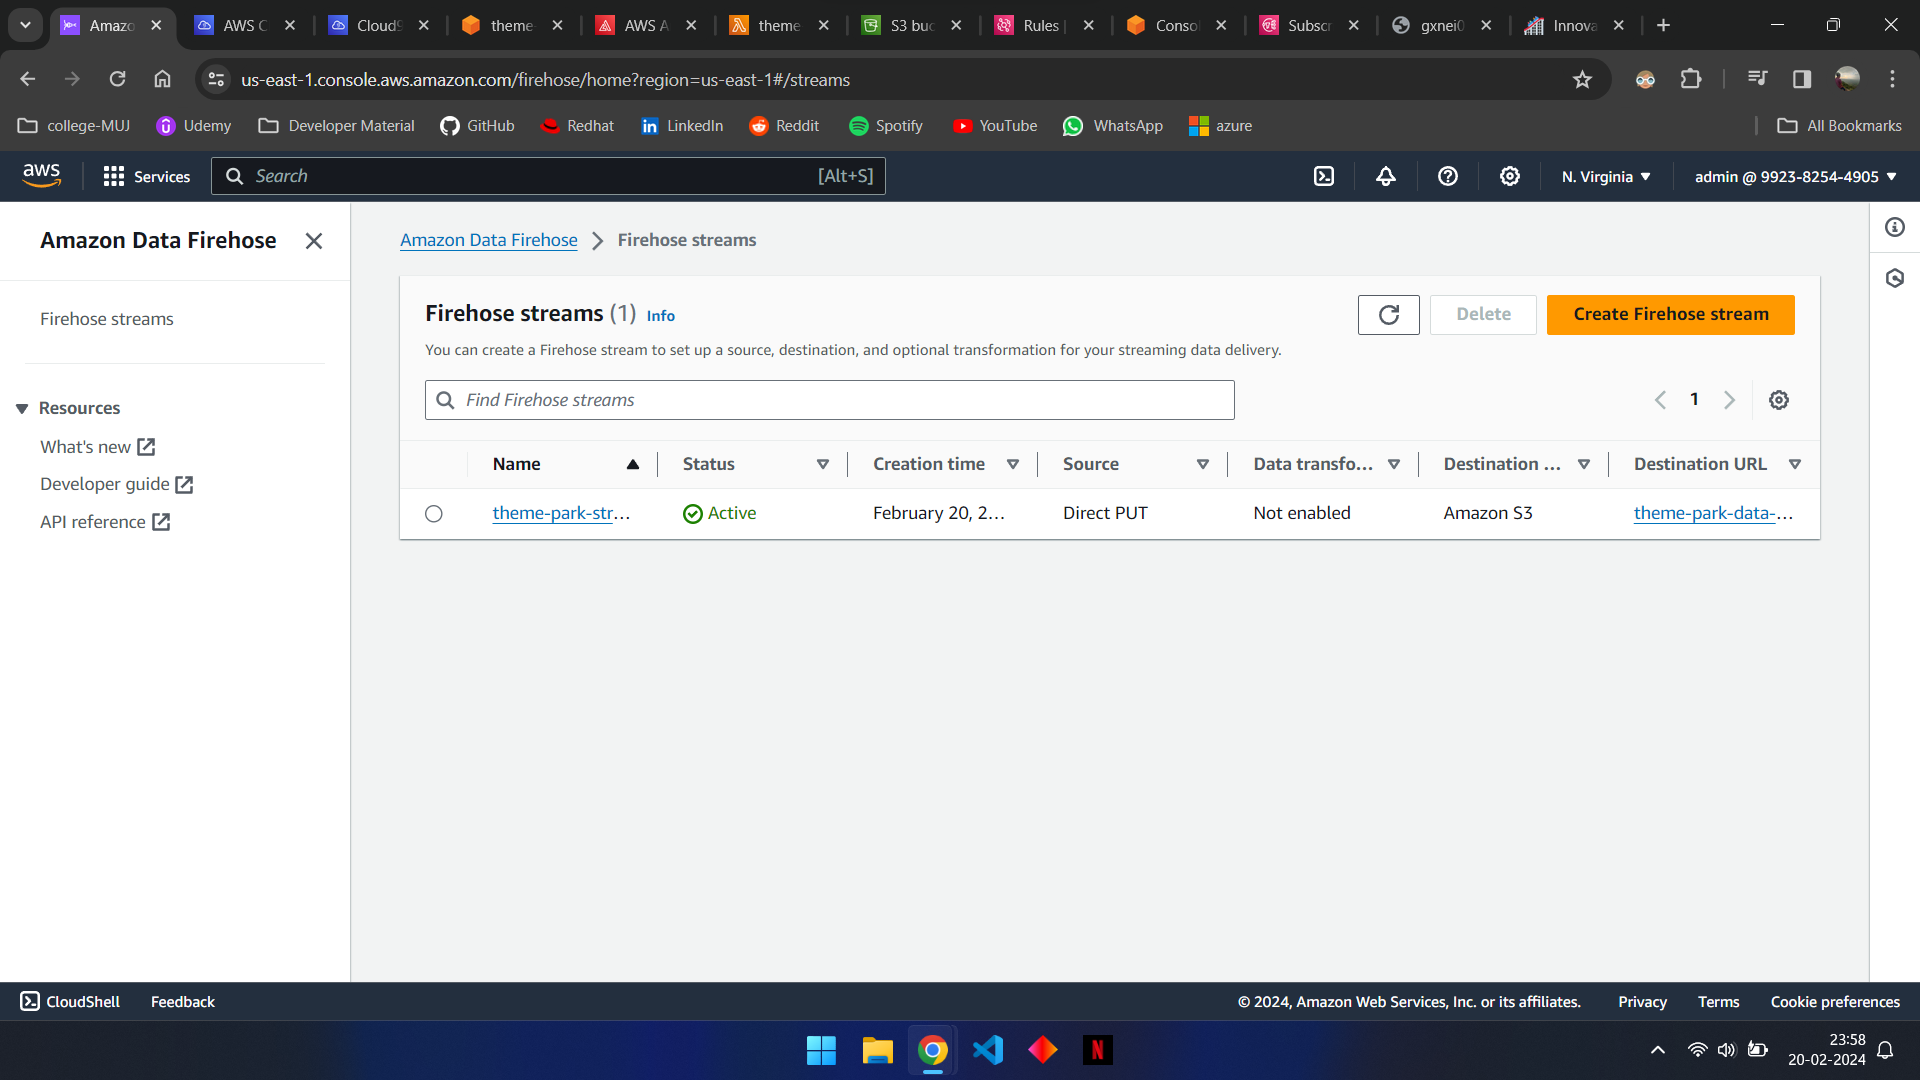 Amazo
AWS C
Cloud9
theme-
AWS A
theme
S3 buc
Rules |
Conso
Subscr
gxnei0
Innova
us-east-1.console.aws.amazon.com/firehose/home?region=us-east-1#/streams
college-MUJ
Udemy
Developer Material
GitHub
Redhat
LinkedIn
Reddit
Spotify
YouTube
WhatsApp
azure
All Bookmarks
aws
Services
Search
[Alt+S]
N. Virginia
admin @ 9923-8254-4905
Amazon Data Firehose
Firehose streams
Resources
What's new
Developer guide
API reference
Amazon Data Firehose
Firehose streams
Firehose streams (1) Info
Delete
Create Firehose stream
You can create a Firehose stream to set up a source, destination, and optional transformation for your streaming data delivery.
Find Firehose streams
1
Name
Status
Creation time
Source
Data transfo...
Destination ...
Destination URL
theme-park-str...
Active
February 20, 2...
Direct PUT
Not enabled
Amazon S3
theme-park-data-...
CloudShell
Feedback
© 2024, Amazon Web Services, Inc. or its affiliates.
Privacy
Terms
Cookie preferences
N
23:58
20-02-2024